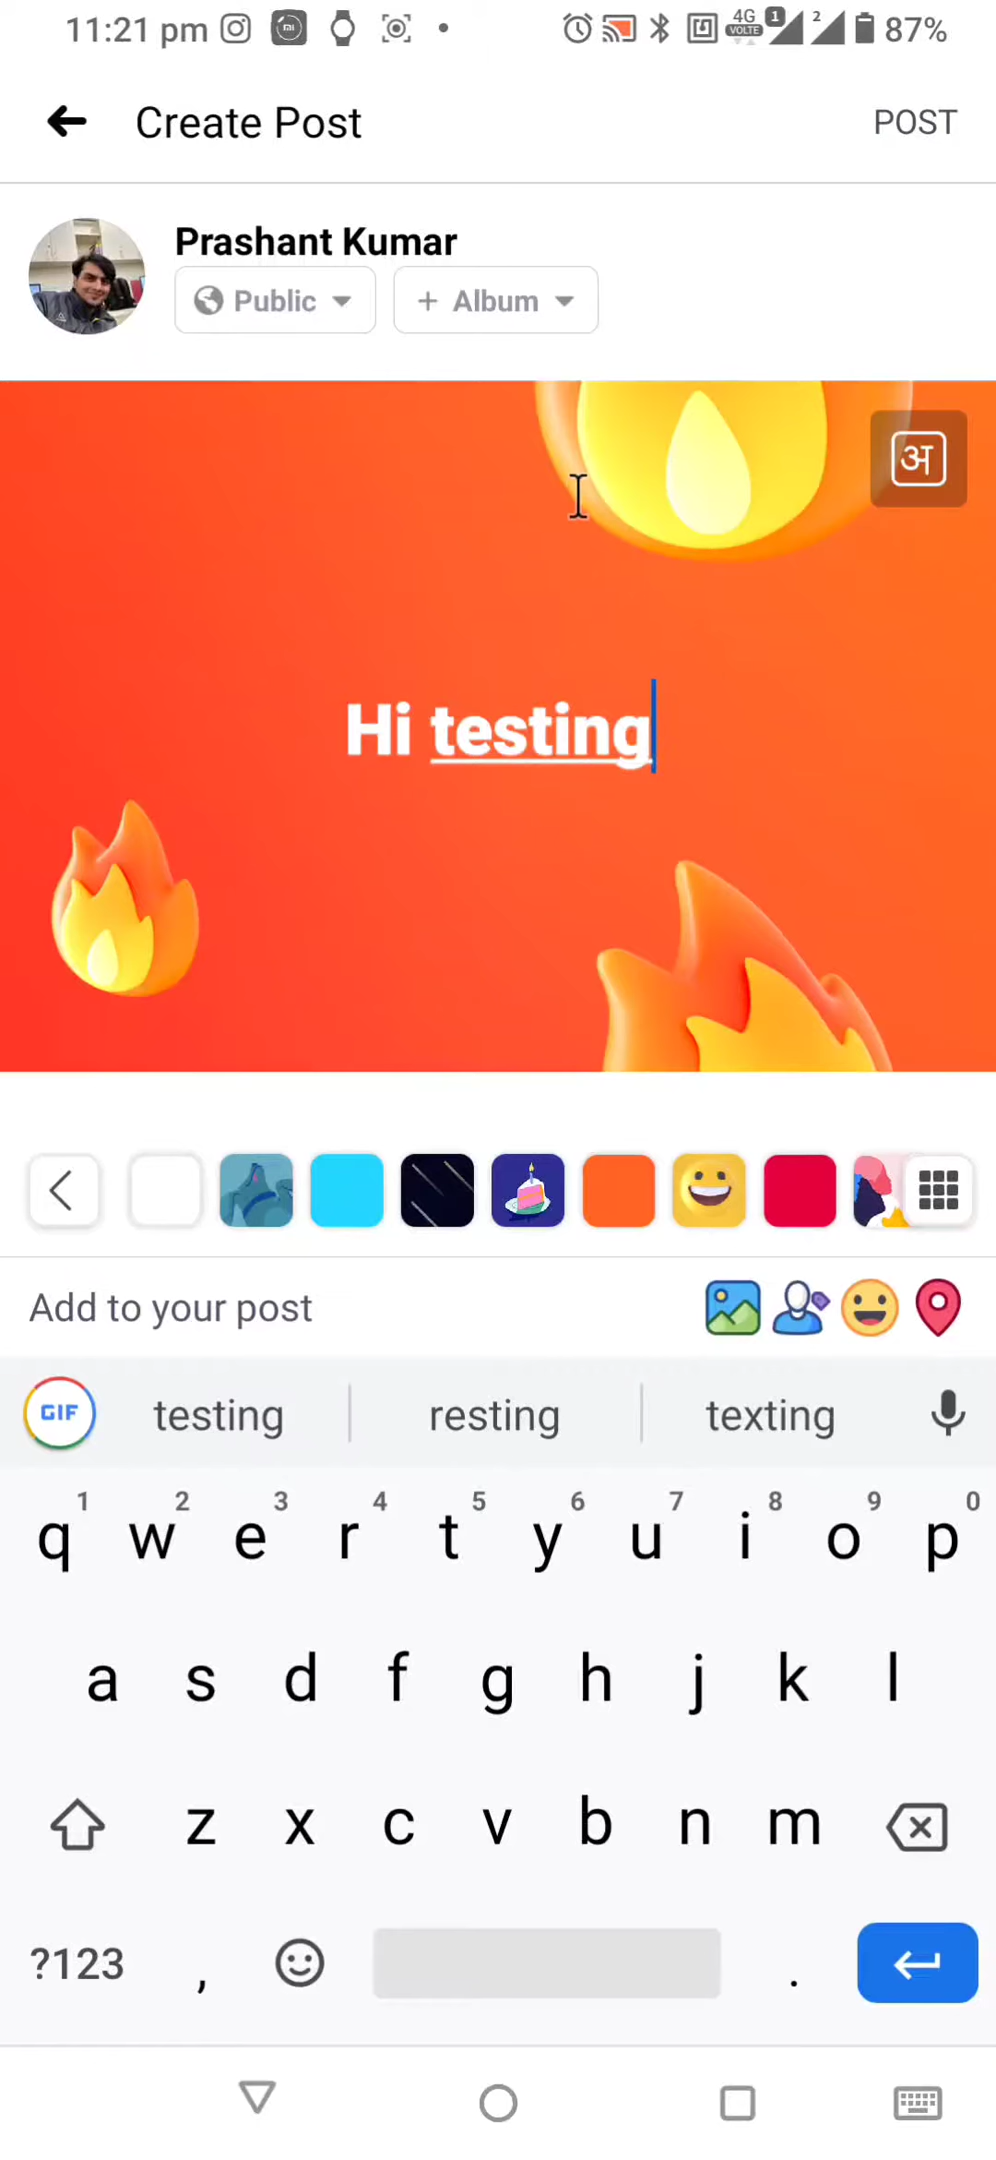 11:21 pm 4G VOLTE 1 2 87%
Create Post POST
Prashant Kumar
Public + Album
अ
Hi testing
Add to your post
GIF testing resting texting
1 2 3 4 5 6 7 8 9 0
q w e r t y u i o p
a s d f g h j k l
z x c v b n m
?123 , .